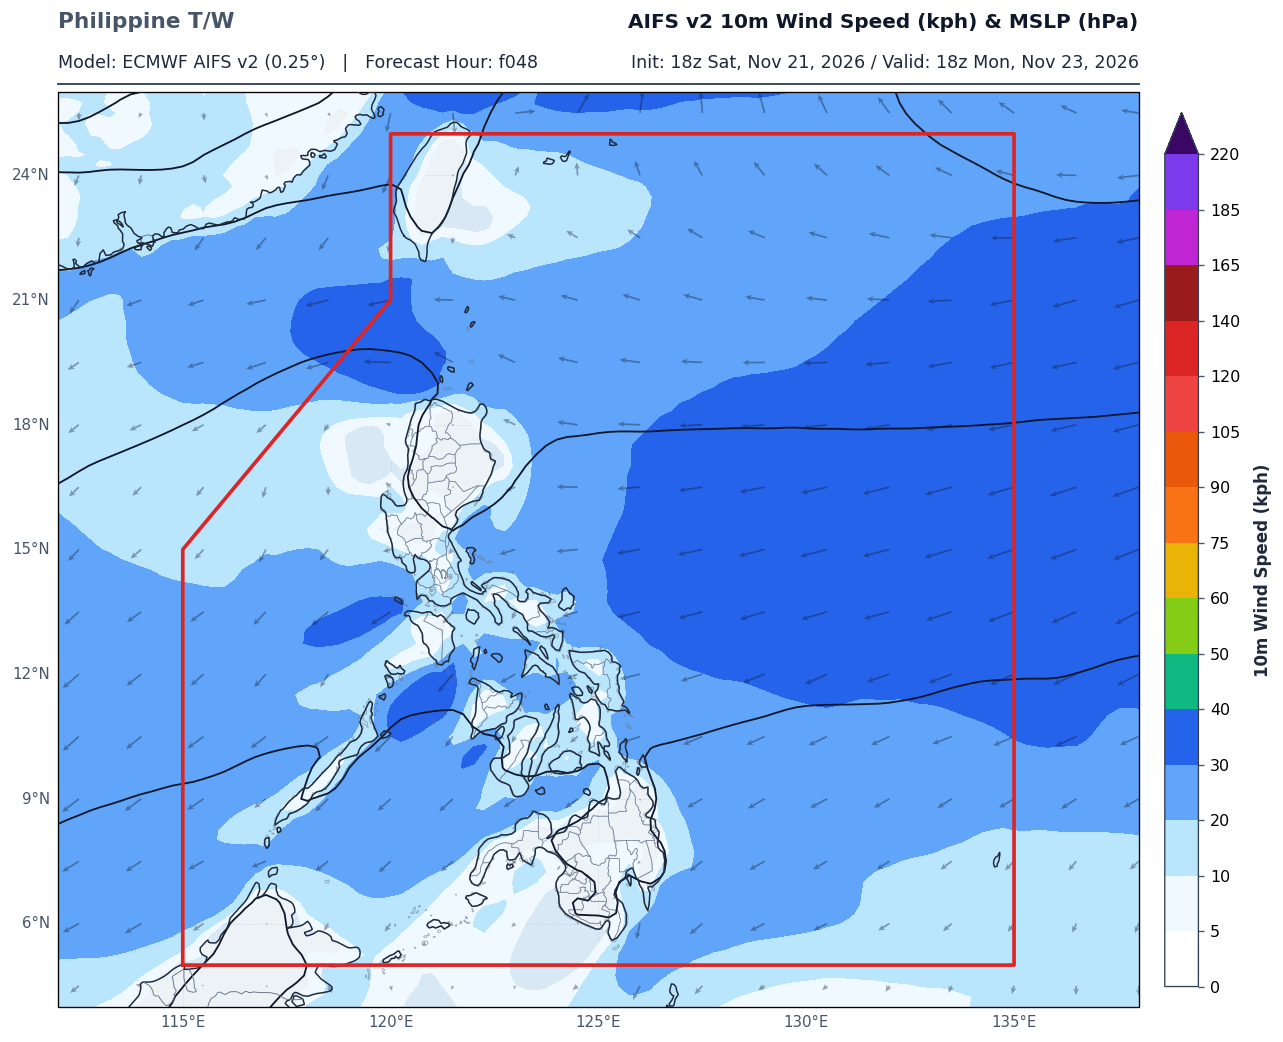 Philippine T/W
AIFS v2 10m Wind Speed (kph) & MSLP (hPa)
Model: ECMWF AIFS v2 (0.25°) | Forecast Hour: f048
Init: 18z Sat, Nov 21, 2026 / Valid: 18z Mon, Nov 23, 2026
24°N
21°N
18°N
15°N
12°N
9°N
6°N
115°E
120°E
125°E
130°E
135°E
220
185
165
140
120
105
90
75
60
50
40
30
20
10
5
0
10m Wind Speed (kph)